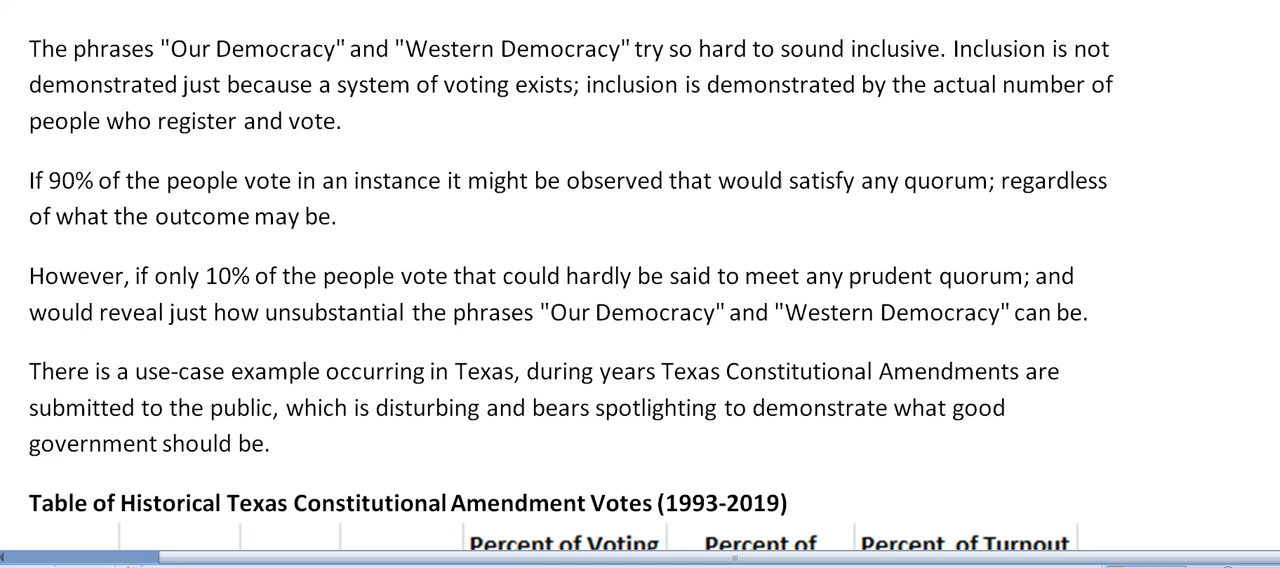 The phrases "Our Democracy" and "Western Democracy" try so hard to sound inclusive. Inclusion is not
demonstrated just because a system of voting exists; inclusion is demonstrated by the actual number of
people who register and vote.
If 90% of the people vote in an instance it might be observed that would satisfy any quorum; regardless
of what the outcome may be.
However, if only 10% of the people vote that could hardly be said to meet any prudent quorum; and
would reveal just how unsubstantial the phrases "Our Democracy" and "Western Democracy" can be.
There is a use-case example occurring in Texas, during years Texas Constitutional Amendments are
submitted to the public, which is disturbing and bears spotlighting to demonstrate what good
government should be.
Table of Historical Texas Constitutional Amendment Votes (1993-2019)
Percent of Voting Percent of Percent of Turnout